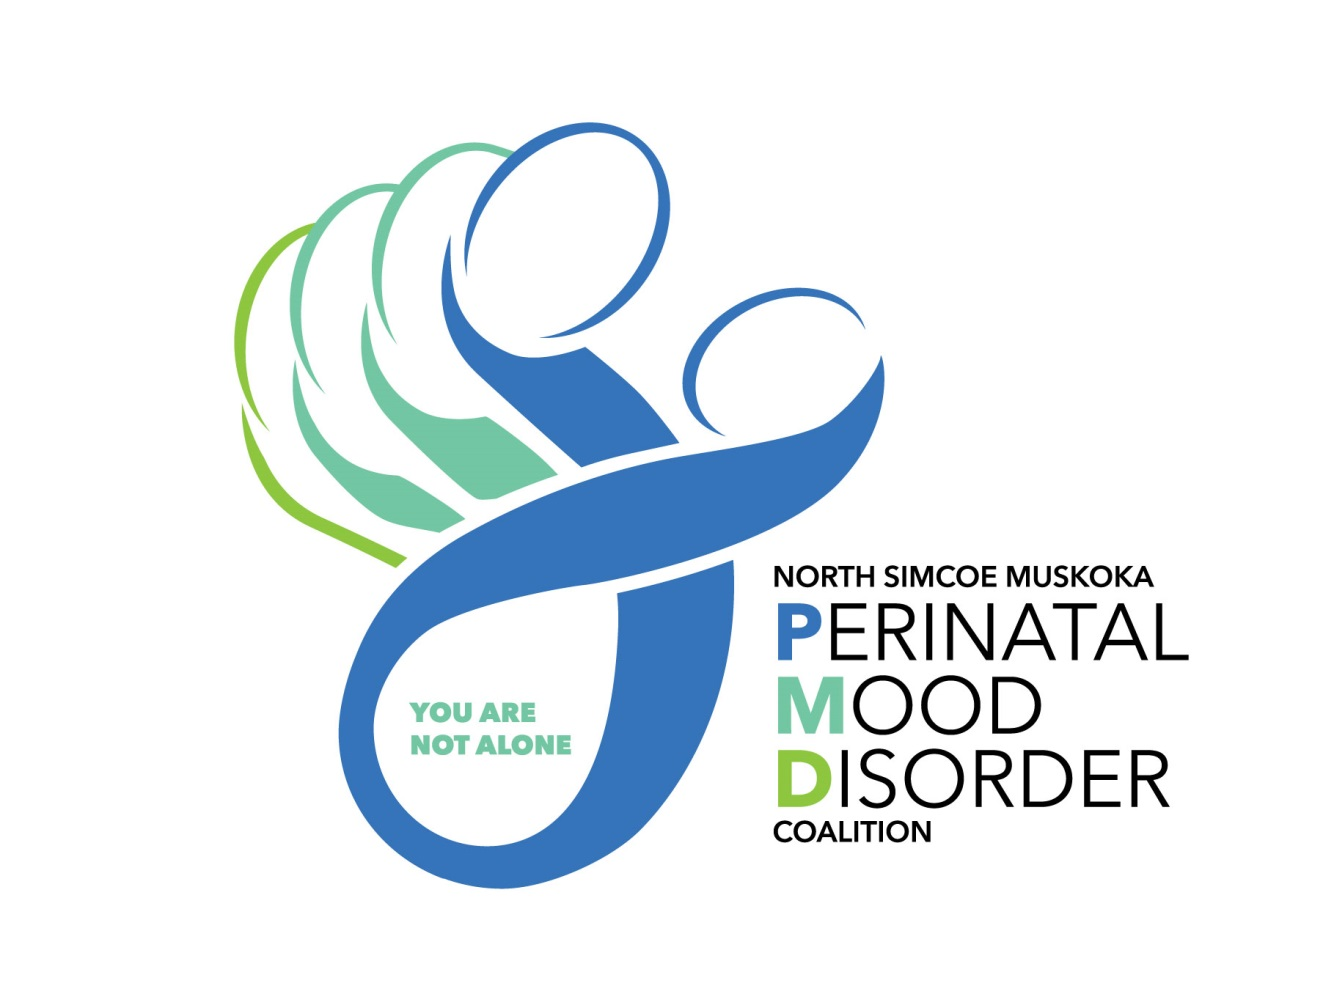 NORTH SIMCOE MUSKOKA
PERINATAL
MOOD
DISORDER
COALITION
YOU ARE
NOT ALONE